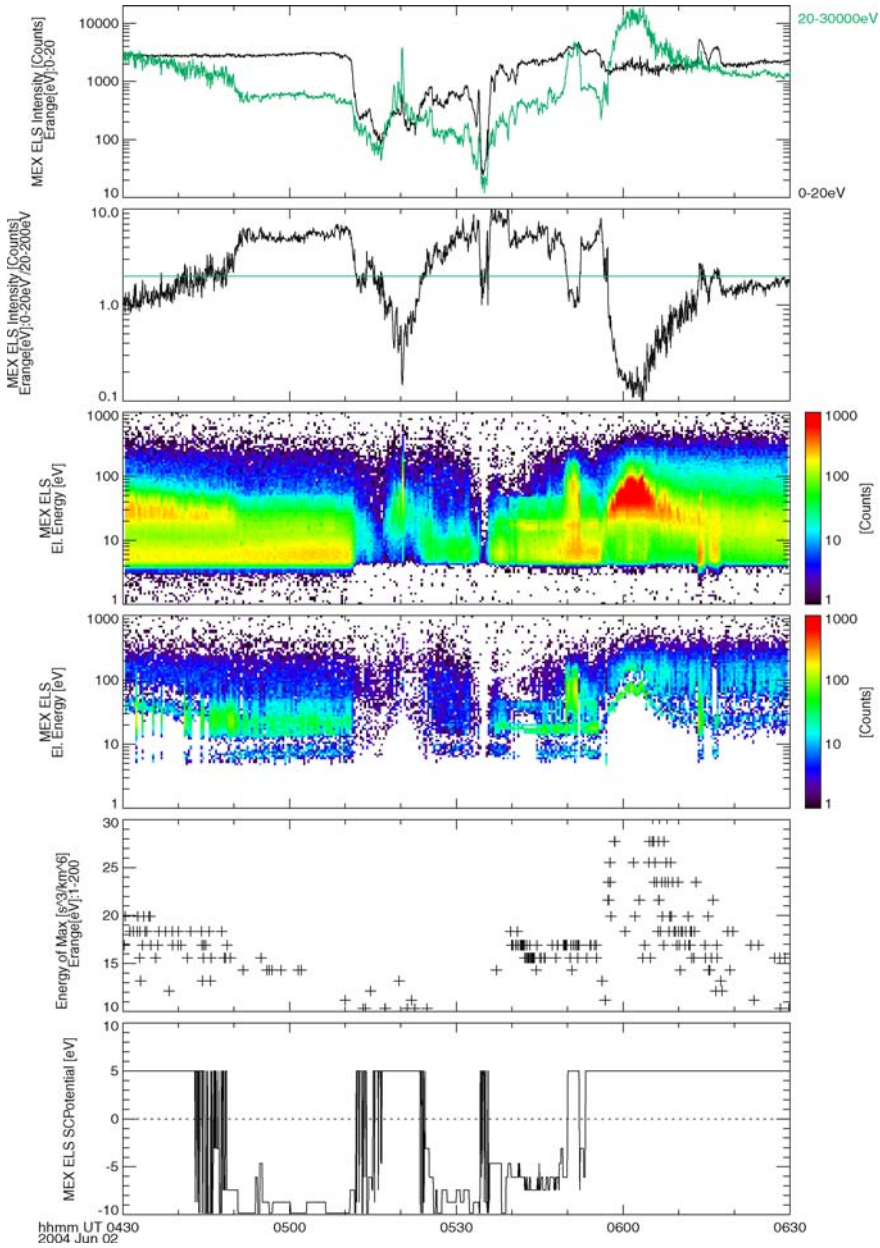 20-30000eV
MEX ELS Intensity [Counts]
Erange[eV]:0-20
10000
1000
100
10
0-20eV
MEX ELS Intensity [Counts]
Erange[eV]:0-20eV /20-200eV
10.0
1.0
0.1
MEX ELS
El. Energy [eV]
1000
100
10
1
1000
100
10
1
[Counts]
MEX ELS
El. Energy [eV]
1000
100
10
1
1000
100
10
1
[Counts]
Energy of Max [s^3/km^6]
Erange[eV]:1-200
30
25
20
15
10
MEX ELS SCPotential [eV]
10
5
0
-5
-10
hhmm UT 0430 0500 0530 0600 0630
2004 Jun 02